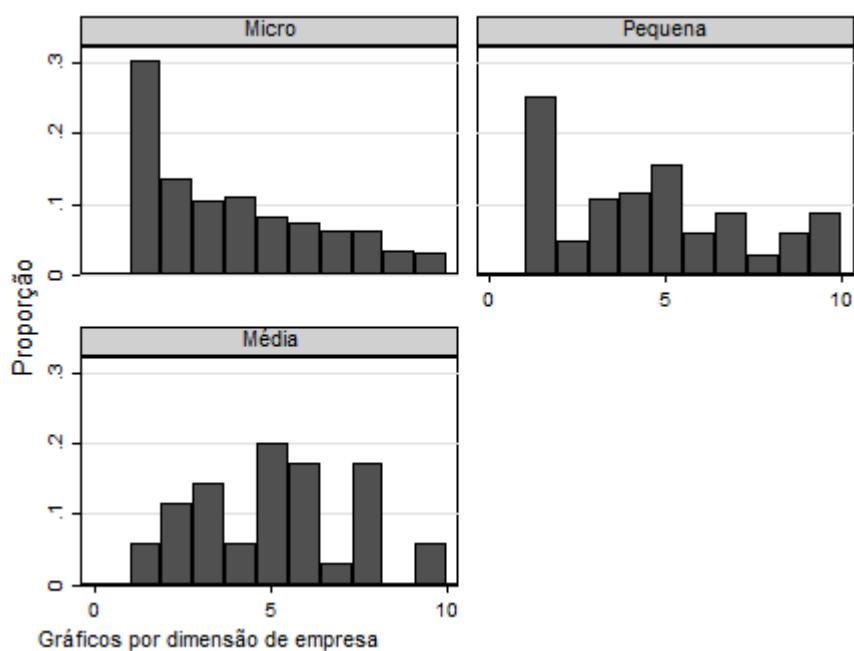 Micro
Pequena
.3
.2
.1
0
0 5 10
Proporção
Média
.3
.2
.1
0
0 5 10
Gráficos por dimensão de empresa